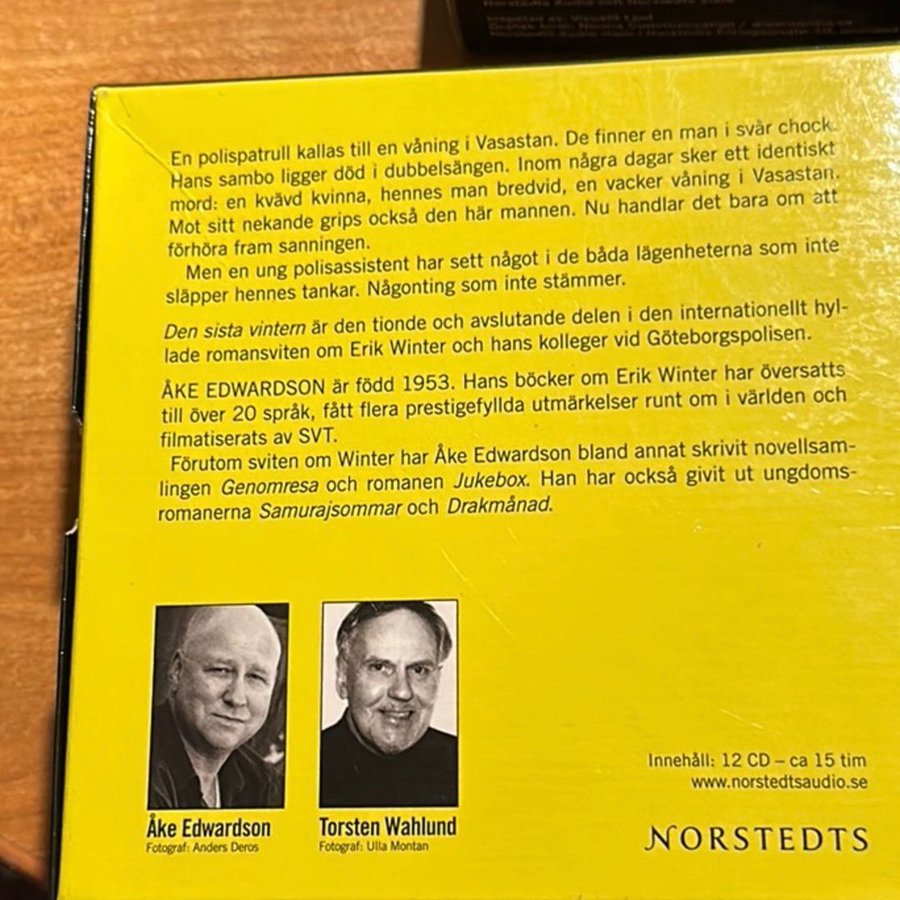 Norstedts Audio och Norstedts 2008
En polispatrull kallas till en våning i Vasastan. De finner en man i svår chock.
Hans sambo ligger död i dubbelsängen. Inom några dagar sker ett identiskt
mord: en kvävd kvinna, hennes man bredvid, en vacker våning i Vasastan.
Mot sitt nekande grips också den här mannen. Nu handlar det bara om att
förhöra fram sanningen.
Men en ung polisassistent har sett något i de båda lägenheterna som inte
släpper hennes tankar. Någonting som inte stämmer.
Den sista vintern är den tionde och avslutande delen i den internationellt hyl-
lade romansviten om Erik Winter och hans kolleger vid Göteborgspolisen.
ÅKE EDWARDSON är född 1953. Hans böcker om Erik Winter har översatts
till över 20 språk, fått flera prestigefyllda utmärkelser runt om i världen och
filmatiserats av SVT.
Förutom sviten om Winter har Åke Edwardson bland annat skrivit novellsam-
lingen Genomresa och romanen Jukebox. Han har också givit ut ungdoms-
romanerna Samurajsommar och Drakmånad.
Åke Edwardson
Fotograf: Anders Deros
Torsten Wahlund
Fotograf: Ulla Montan
Innehåll: 12 CD – ca 15 tim
www.norstedtsaudio.se
NORSTEDTS